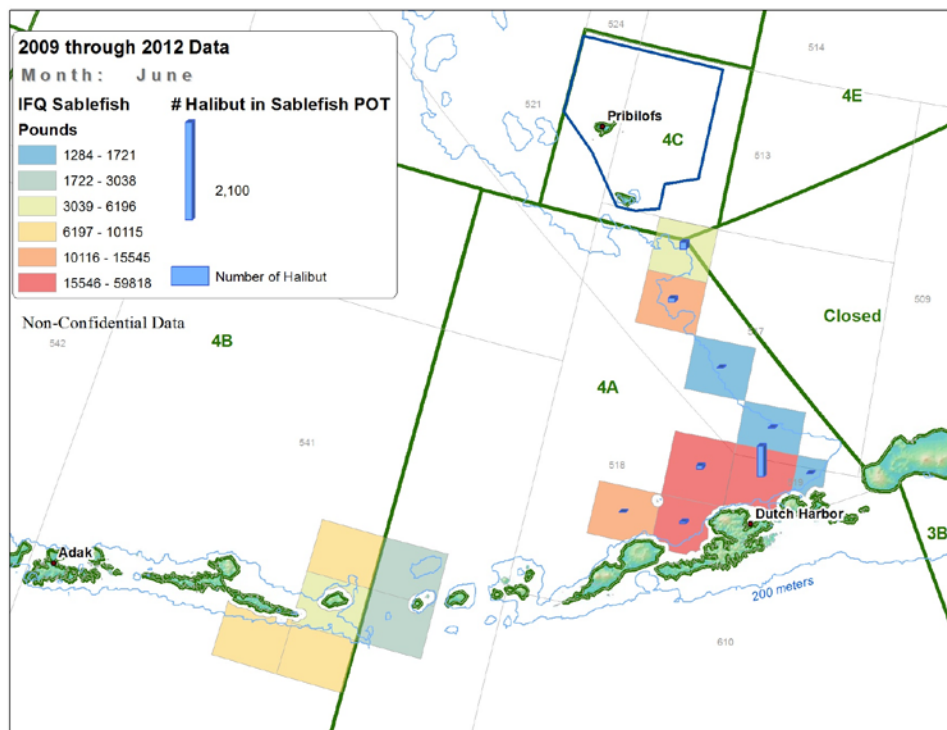 2009 through 2012 Data
Month: June
IFQ Sablefish
Pounds
1284 - 1721
1722 - 3038
3039 - 6196
6197 - 10115
10116 - 15545
15546 - 59818
# Halibut in Sablefish POT
2,100
Number of Halibut
Non-Confidential Data
524
514
521
4E
Pribilofs
4C
513
509
Closed
542
4B
4A
541
518
Dutch Harbor
3B
Adak
200 meters
610